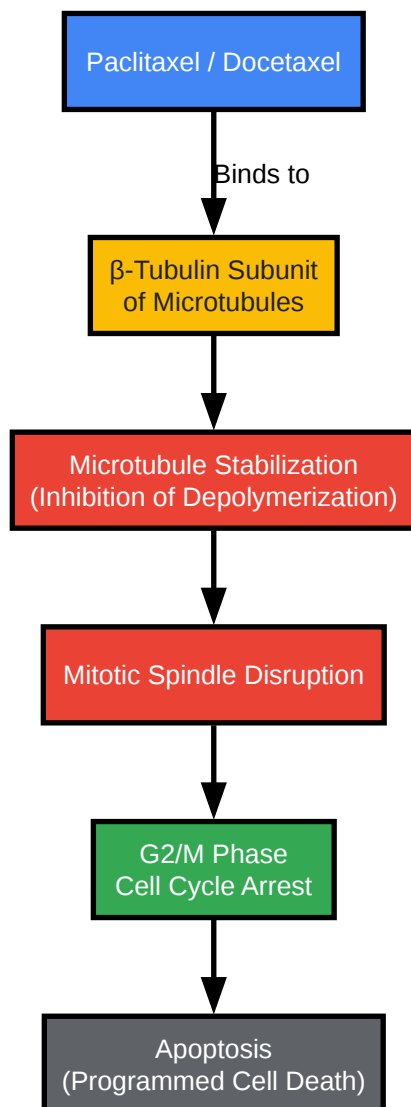 Paclitaxel / Docetaxel
Binds to
β-Tubulin Subunit
of Microtubules
Microtubule Stabilization
(Inhibition of Depolymerization)
Mitotic Spindle Disruption
G2/M Phase
Cell Cycle Arrest
Apoptosis
(Programmed Cell Death)